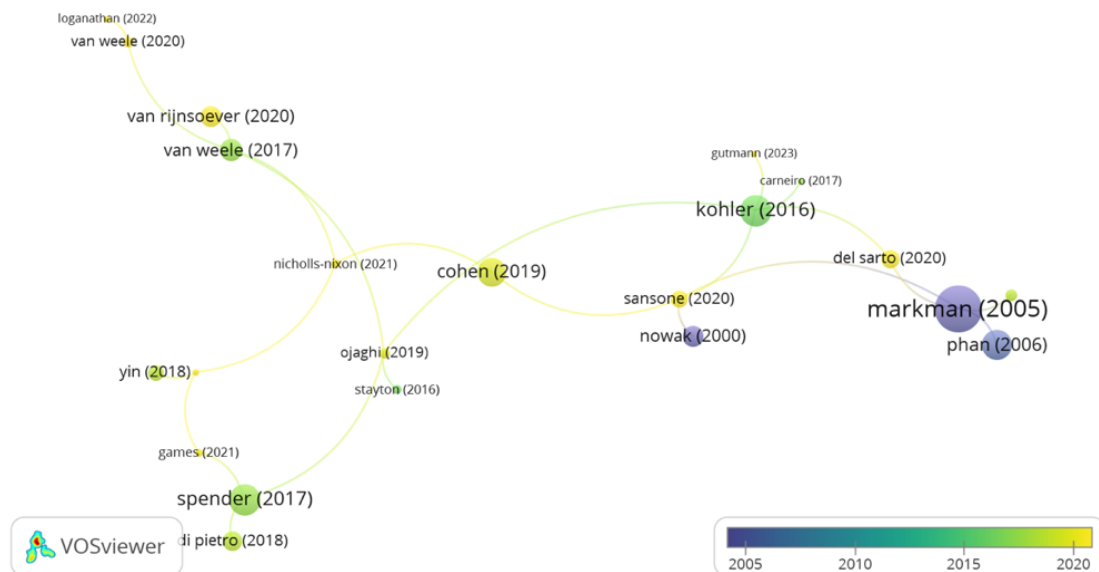 loganathan (2022)
van weele (2020)
van rijnsoever (2020)
van weele (2017)
gutmann (2023)
carneiro (2017)
kohler (2016)
nicholls-nixon (2021)
cohen (2019)
del sarto (2020)
sansone (2020)
markman (2005)
nowak (2000)
phan (2006)
ojaghi (2019)
yin (2018)
stayton (2016)
games (2021)
spender (2017)
di pietro (2018)
VOSviewer
2005 2010 2015 2020